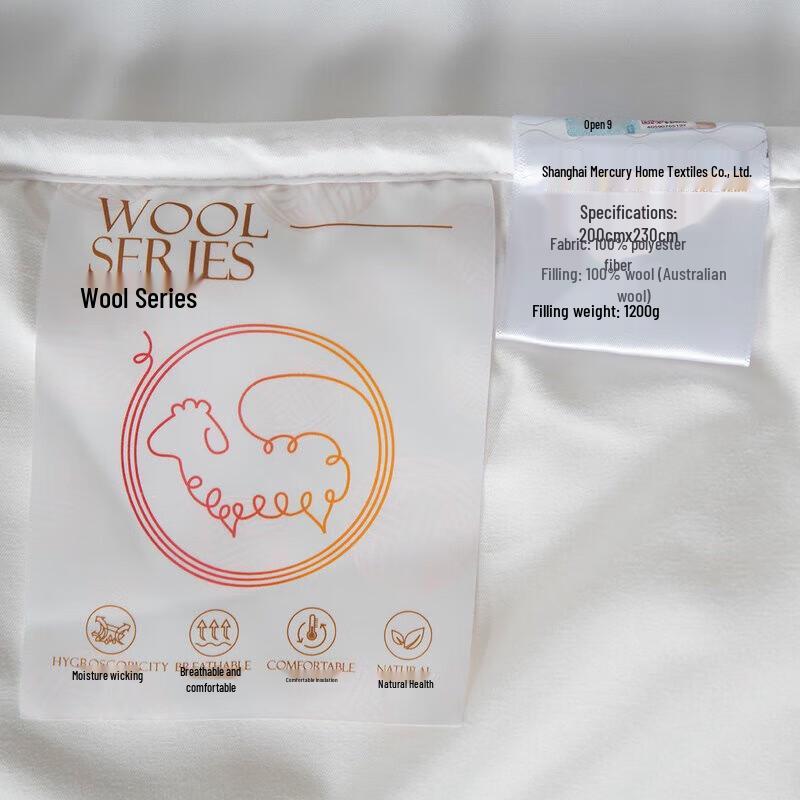 WOOL
SERIES
Wool Series
HYGROSCOPICITY
Moisture wicking
BREATHABLE
Breathable and
comfortable
COMFORTABLE
Comfortable insulation
NATURAL
Natural Health
Open 9
Shanghai Mercury Home Textiles Co., Ltd.
Specifications:
200cmx230cm
Fabric: 100% polyester
fiber
Filling: 100% wool (Australian
wool)
Filling weight: 1200g